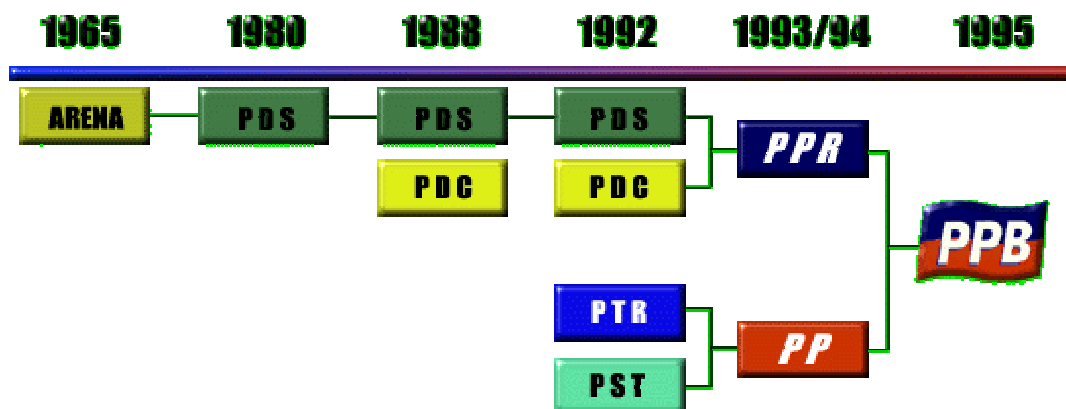 1965 1980 1988 1992 1993/94 1995
ARENA PDS PDS PDS
PPR
PDC PDC
PPB
PTR
PP
PST